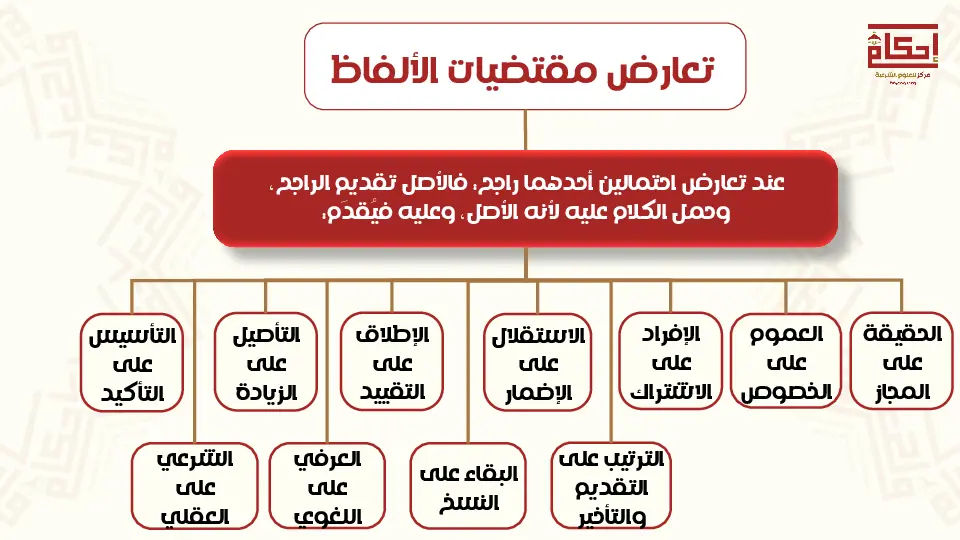 إحكام
مركز للعلوم الشرعية
تعارض مقتضيات الألفاظ
عند تعارض احتمالين أحدهما راجح، فالأصل تقديم الراجح،
وحمل الكلام عليه لأنه الأصل، وعليه فيُقدَم:
الحقيقة
على
المجاز
العموم
على
الخصوص
الإفراد
على
الاشتراك
الاستقلال
على
الإضمار
الإطلاق
على
التقييد
التأصيل
على
الزيادة
التأسيس
على
التأكيد
الترتيب على
التقديم
والتأخير
البقاء على
النسخ
العرفي
على
اللغوي
الشرعي
على
العقلي